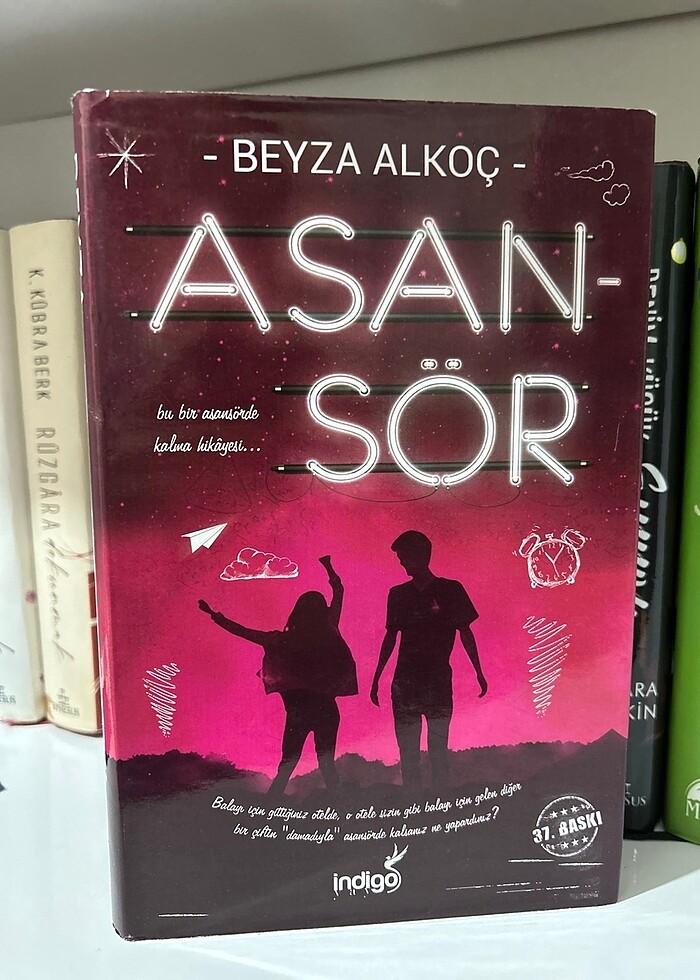 - BEYZA ALKOÇ -
ASAN-
SÖR
bu bir asansörde
kalma hikâyesi...
Balayı için gittiğiniz otelde, o otele sizin gibi balayı için gelen diğer
bir çiftin "damadıyla" asansörde kalsanız ne yapardınız?
37. BASKI
indigo
K. KÜBRA BERK
RÜZGÂRA
dokunmak